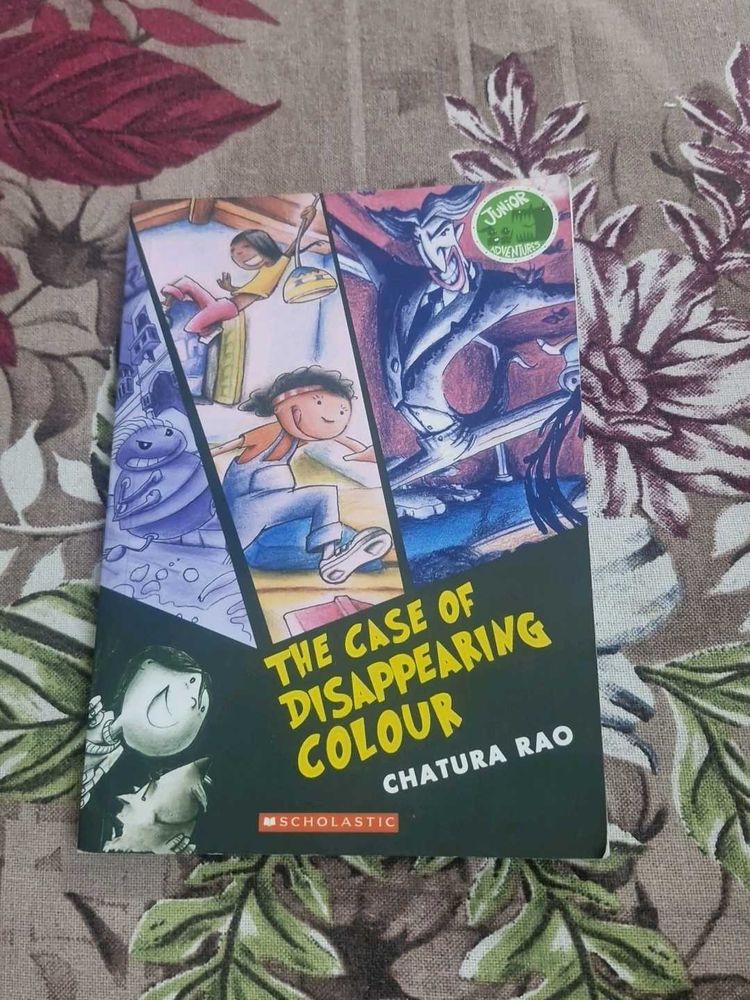 JUNIOR
ADVENTURES
THE CASE OF
DISAPPEARING
COLOUR
CHATURA RAO
SCHOLASTIC